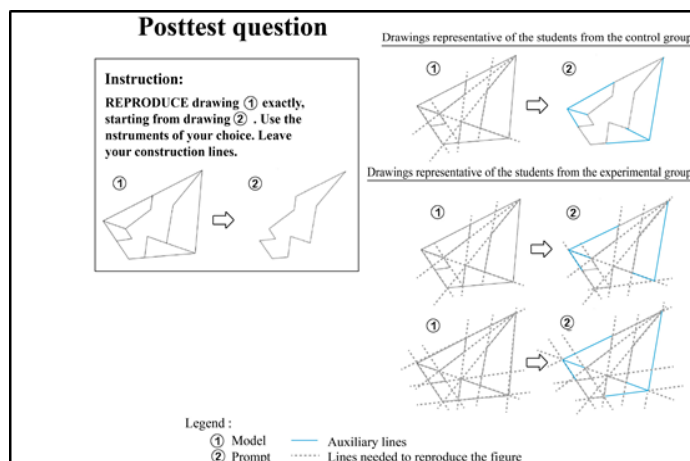 Posttest question
Instruction:
REPRODUCE drawing ① exactly,
starting from drawing ② . Use the
nstruments of your choice. Leave
your construction lines.
① ②
Drawings representative of the students from the control group
① ②
Drawings representative of the students from the experimental group
① ②
① ②
Legend :
① Model Auxiliary lines
② Prompt Lines needed to reproduce the figure